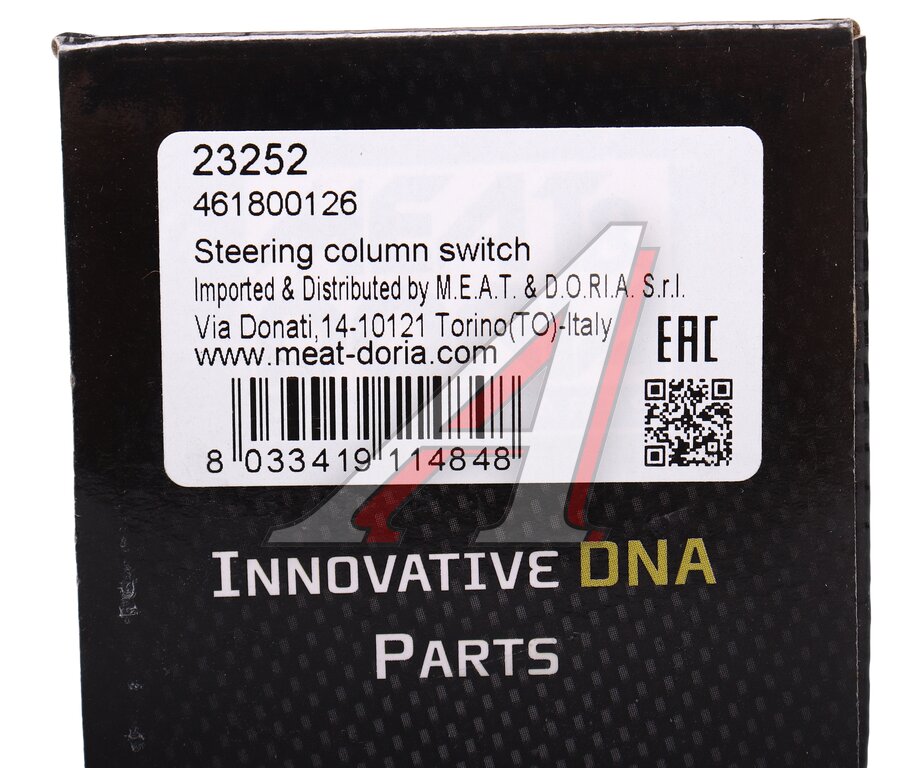 23252
461800126
Steering column switch
Imported & Distributed by M.E.A.T. & D.O.RI.A. S.r.l.
Via Donati,14-10121 Torino(TO)-Italy
www.meat-doria.com
EAC
8 033419 114848
INNOVATIVE DNA
PARTS